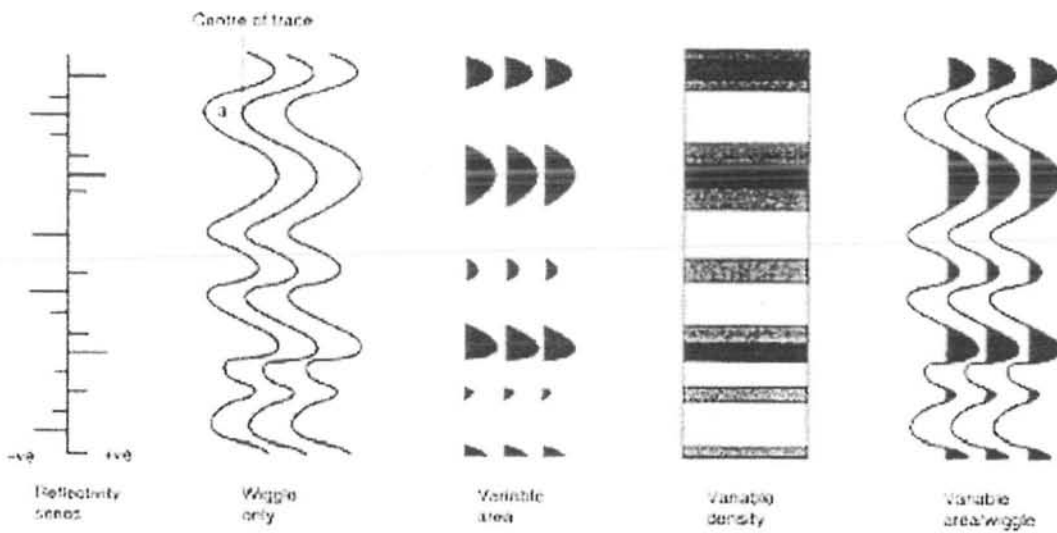 Centre of trace
a
-ve +ve
Reflectivity
series
Wiggle
only
Variable
area
Variable
density
Variable
area/wiggle